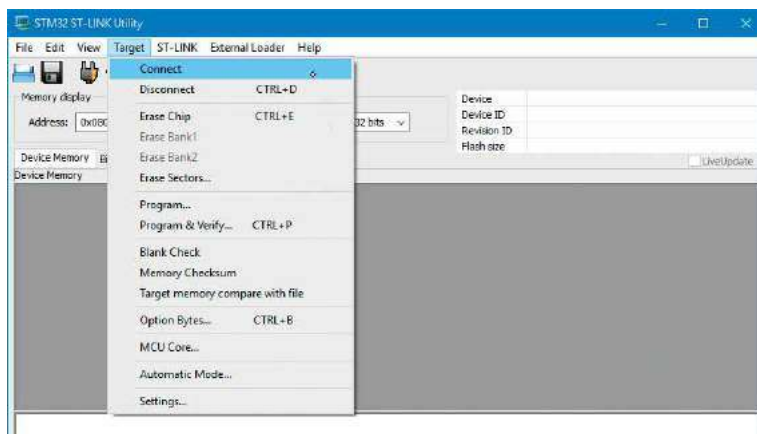 STM32 ST-LINK Utility
File Edit View Target ST-LINK External Loader Help
Memory display
Address: 0x080
32 bits
Device
Device ID
Revision ID
Flash size
LiveUpdate
Device Memory
Device Memory
Connect
Disconnect CTRL+D
Erase Chip CTRL+E
Erase Bank1
Erase Bank2
Erase Sectors...
Program...
Program & Verify... CTRL+P
Blank Check
Memory Checksum
Target memory compare with file
Option Bytes... CTRL+B
MCU Core...
Automatic Mode...
Settings...